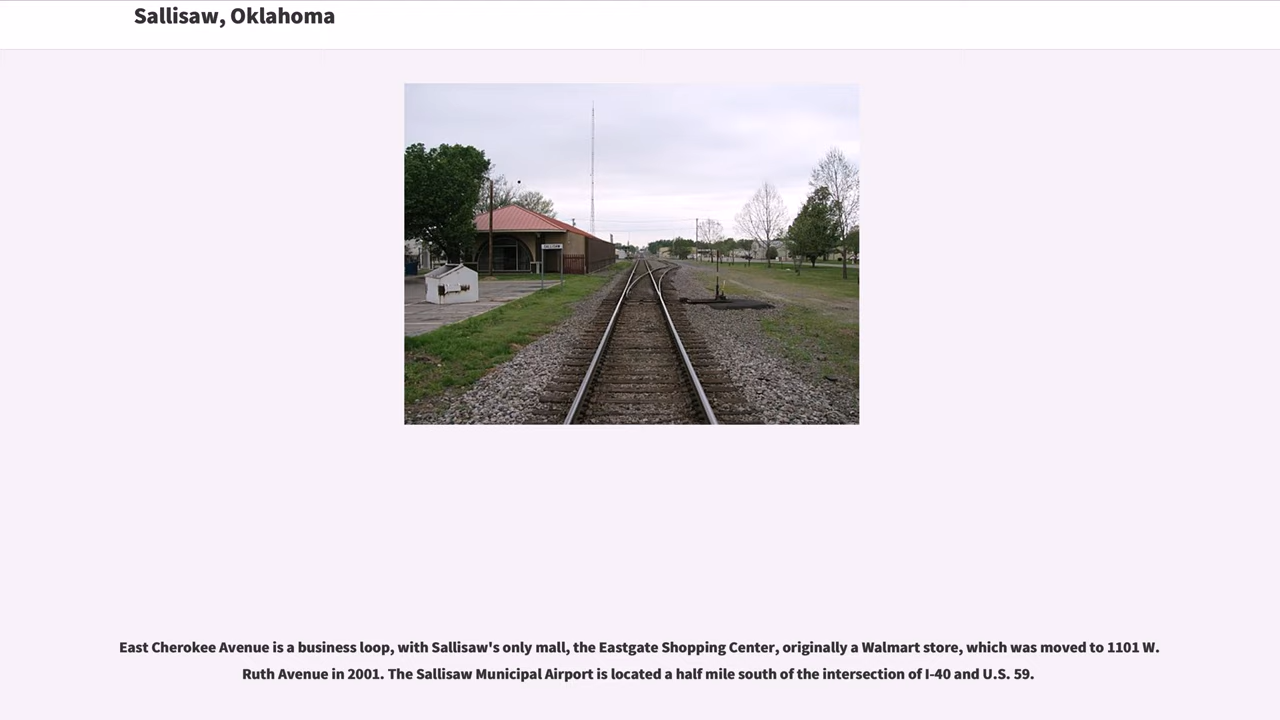 Sallisaw, Oklahoma
SALLISAW
East Cherokee Avenue is a business loop, with Sallisaw's only mall, the Eastgate Shopping Center, originally a Walmart store, which was moved to 1101 W.
Ruth Avenue in 2001. The Sallisaw Municipal Airport is located a half mile south of the intersection of I-40 and U.S. 59.